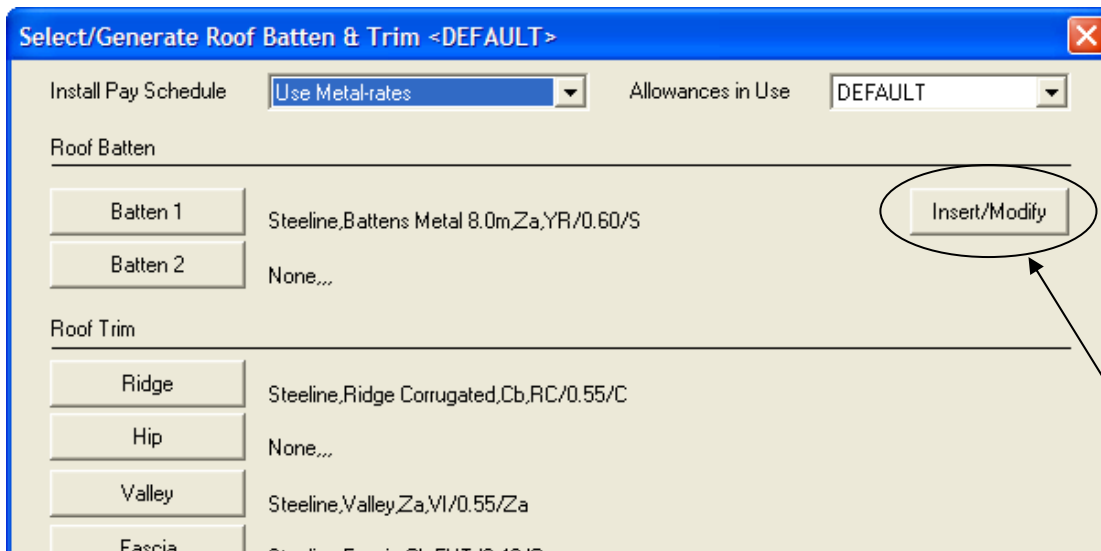 Select/Generate Roof Batten & Trim <DEFAULT>
Install Pay Schedule Use Metal-rates Allowances in Use DEFAULT
Roof Batten
Batten 1 Steeline,Battens Metal 8.0m,Za,YR/0.60/S Insert/Modify
Batten 2 None,,,
Roof Trim
Ridge Steeline,Ridge Corrugated,Cb,RC/0.55/C
Hip None,,,
Valley Steeline,Valley,Za,VI/0.55/Za
Fascia